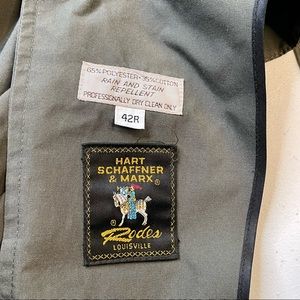 65% POLYESTER • 35% COTTON
RAIN AND STAIN
REPELLENT
PROFESSIONALLY DRY CLEAN ONLY
42R
HART
SCHAFFNER
& MARX
®
®
Rodes
LOUISVILLE